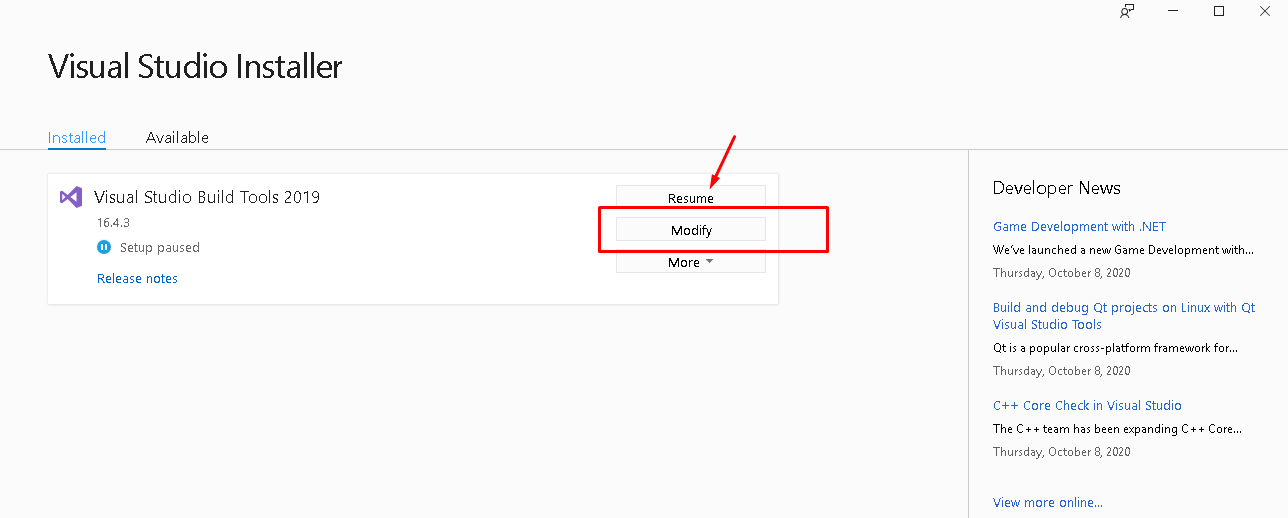 Visual Studio Installer
Installed
Available
Visual Studio Build Tools 2019
16.4.3
Setup paused
Release notes
Resume
Modify
More
Developer News
Game Development with .NET
We've launched a new Game Development with...
Thursday, October 8, 2020
Build and debug Qt projects on Linux with Qt
Visual Studio Tools
Qt is a popular cross-platform framework for...
Thursday, October 8, 2020
C++ Core Check in Visual Studio
The C++ team has been expanding C++ Core...
Thursday, October 8, 2020
View more online...